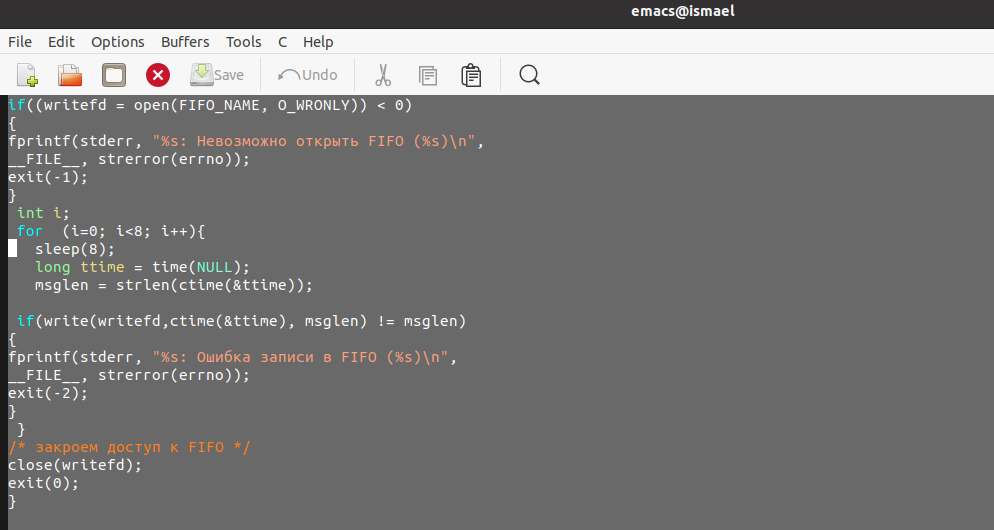 emacs@ismael
File Edit Options Buffers Tools C Help
Save Undo
if((writefd = open(FIFO_NAME, O_WRONLY)) < 0)
{
fprintf(stderr, "%s: Невозможно открыть FIFO (%s)\n",
__FILE__, strerror(errno));
exit(-1);
}
int i;
for  (i=0; i<8; i++){
sleep(8);
long ttime = time(NULL);
msglen = strlen(ctime(&ttime));
if(write(writefd,ctime(&ttime), msglen) != msglen)
{
fprintf(stderr, "%s: Ошибка записи в FIFO (%s)\n",
__FILE__, strerror(errno));
exit(-2);
}
}
/* закроем доступ к FIFO */
close(writefd);
exit(0);
}